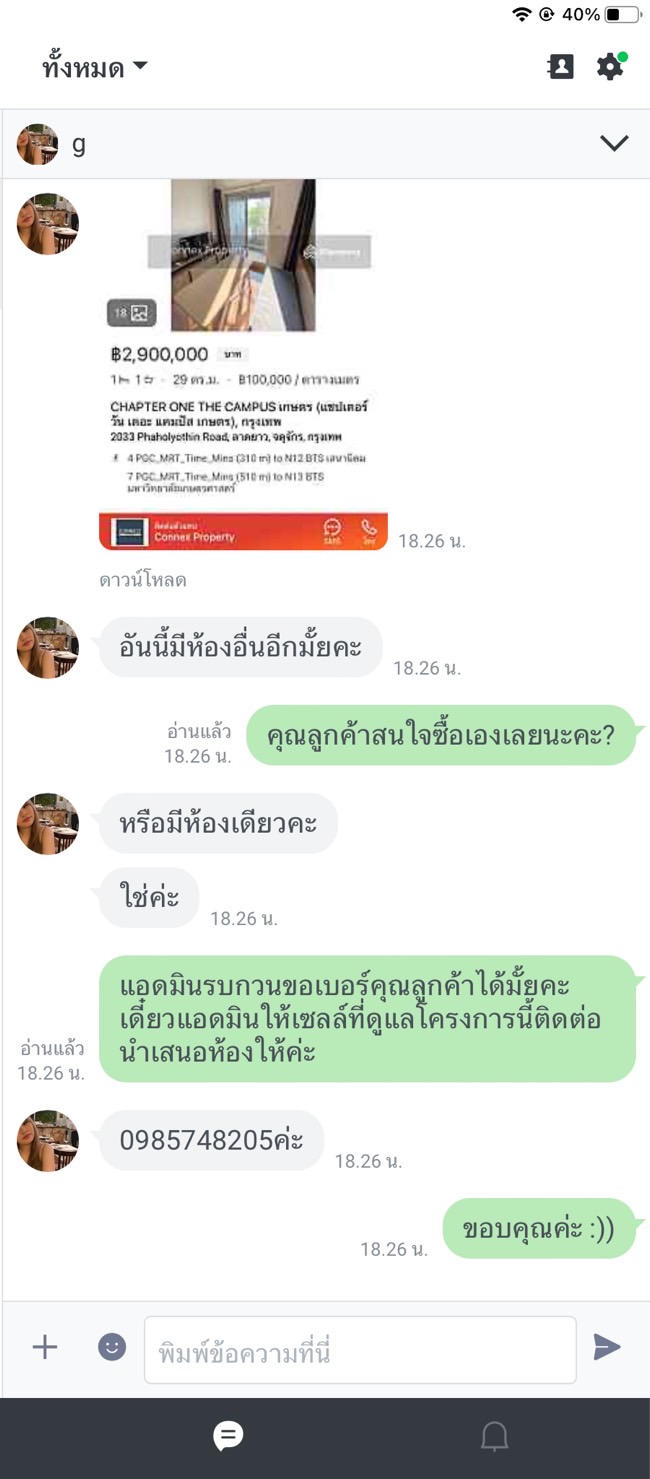 40%
ทั้งหมด
g
Connex Property
18
฿2,900,000 บาท
29 ตร.ม. - ฿100,000 / ตารางเมตร
CHAPTER ONE THE CAMPUS เกษตร (แชปเตอร์
วัน เดอะ แคมปัส เกษตร), กรุงเทพ
2033 Phaholyothin Road, ลาดยาว, จตุจักร, กรุงเทพ
4 PGC_MRT_Time_Mins (310 m) to N12 BTS เสนานิคม
7 PGC_MRT_Time_Mins (510 m) to N13 BTS
มหาวิทยาลัยเกษตรศาสตร์
Connex Property
18.26 น.
ดาวน์โหลด
อันนี้มีห้องอื่นอีกมั้ยคะ
18.26 น.
อ่านแล้ว
18.26 น.
คุณลูกค้าสนใจซื้อเองเลยนะคะ?
หรือมีห้องเดียวคะ
ใช่ค่ะ
18.26 น.
แอดมินรบกวนขอเบอร์คุณลูกค้าได้มั้ยคะ
เดี๋ยวแอดมินให้เซลล์ที่ดูแลโครงการนี้ติดต่อ
นำเสนอห้องให้ค่ะ
อ่านแล้ว
18.26 น.
0985748205ค่ะ
18.26 น.
ขอบคุณค่ะ :))
18.26 น.
พิมพ์ข้อความที่นี่